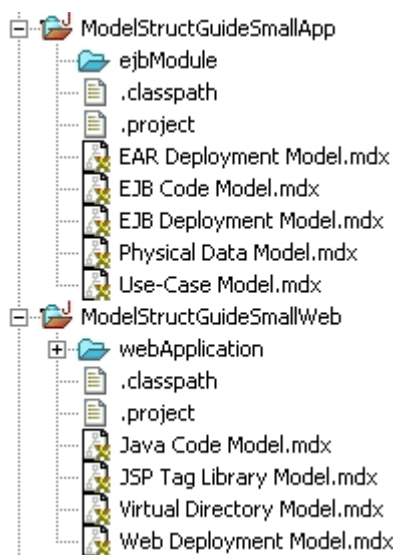 ModelStructGuideSmallApp
ejbModule
.classpath
.project
EAR Deployment Model.mdx
EJB Code Model.mdx
EJB Deployment Model.mdx
Physical Data Model.mdx
Use-Case Model.mdx
ModelStructGuideSmallWeb
webApplication
.classpath
.project
Java Code Model.mdx
JSP Tag Library Model.mdx
Virtual Directory Model.mdx
Web Deployment Model.mdx